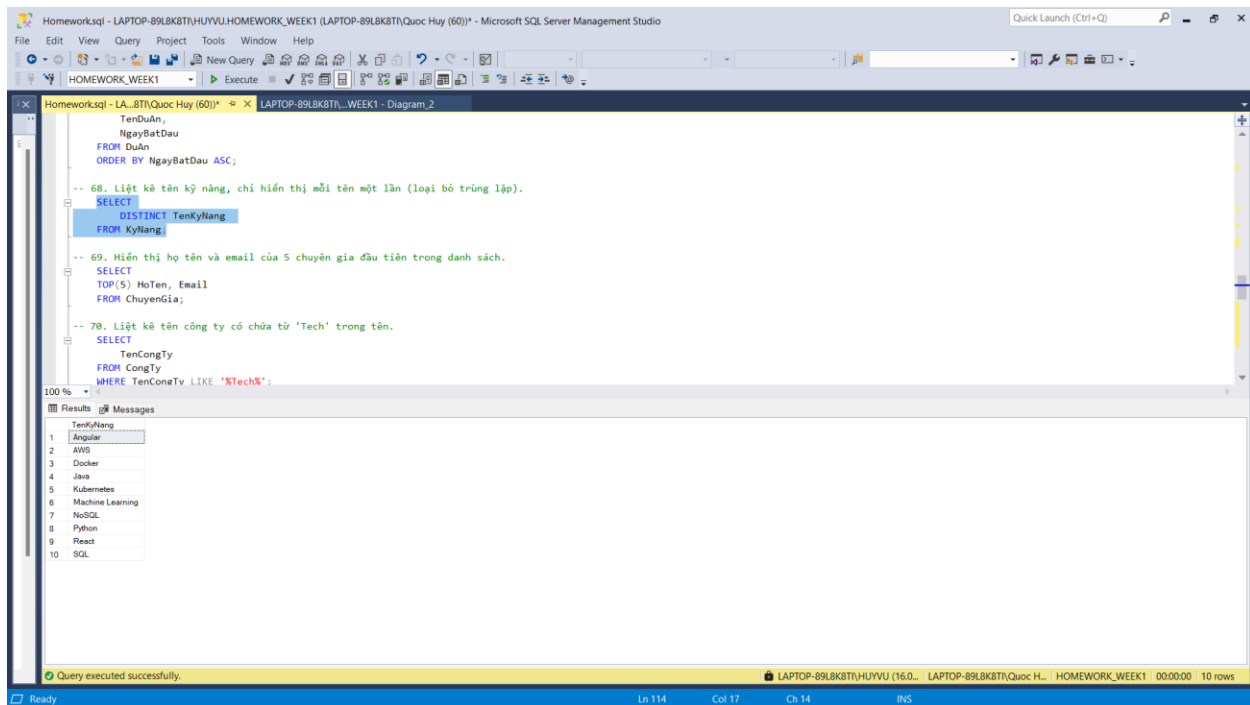 Homework.sql - LAPTOP-89L8K8TI\HUYVU.HOMEWORK_WEEK1 (LAPTOP-89L8K8TI\Quoc Huy (60))* - Microsoft SQL Server Management Studio
Quick Launch (Ctrl+Q)
File Edit View Query Project Tools Window Help
New Query
HOMEWORK_WEEK1 Execute
Homework.sql - LA...8TI\Quoc Huy (60))* LAPTOP-89L8K8TI\...WEEK1 - Diagram_2
TenDuAn,
NgayBatDau
FROM DuAn
ORDER BY NgayBatDau ASC;
-- 68. Liệt kê tên kỹ năng, chỉ hiển thị mỗi tên một lần (loại bỏ trùng lặp).
SELECT
DISTINCT TenKyNang
FROM KyNang;
-- 69. Hiển thị họ tên và email của 5 chuyên gia đầu tiên trong danh sách.
SELECT
TOP(5) HoTen, Email
FROM ChuyenGia;
-- 70. Liệt kê tên công ty có chứa từ 'Tech' trong tên.
SELECT
TenCongTy
FROM CongTy
WHERE TenCongTy LIKE '%Tech%';
100 %
Results Messages
TenKyNang
1 Angular
2 AWS
3 Docker
4 Java
5 Kubernetes
6 Machine Learning
7 NoSQL
8 Python
9 React
10 SQL
Query executed successfully.
LAPTOP-89L8K8TI\HUYVU (16.0... LAPTOP-89L8K8TI\Quoc H... HOMEWORK_WEEK1 00:00:00 10 rows
Ready Ln 114 Col 17 Ch 14 INS